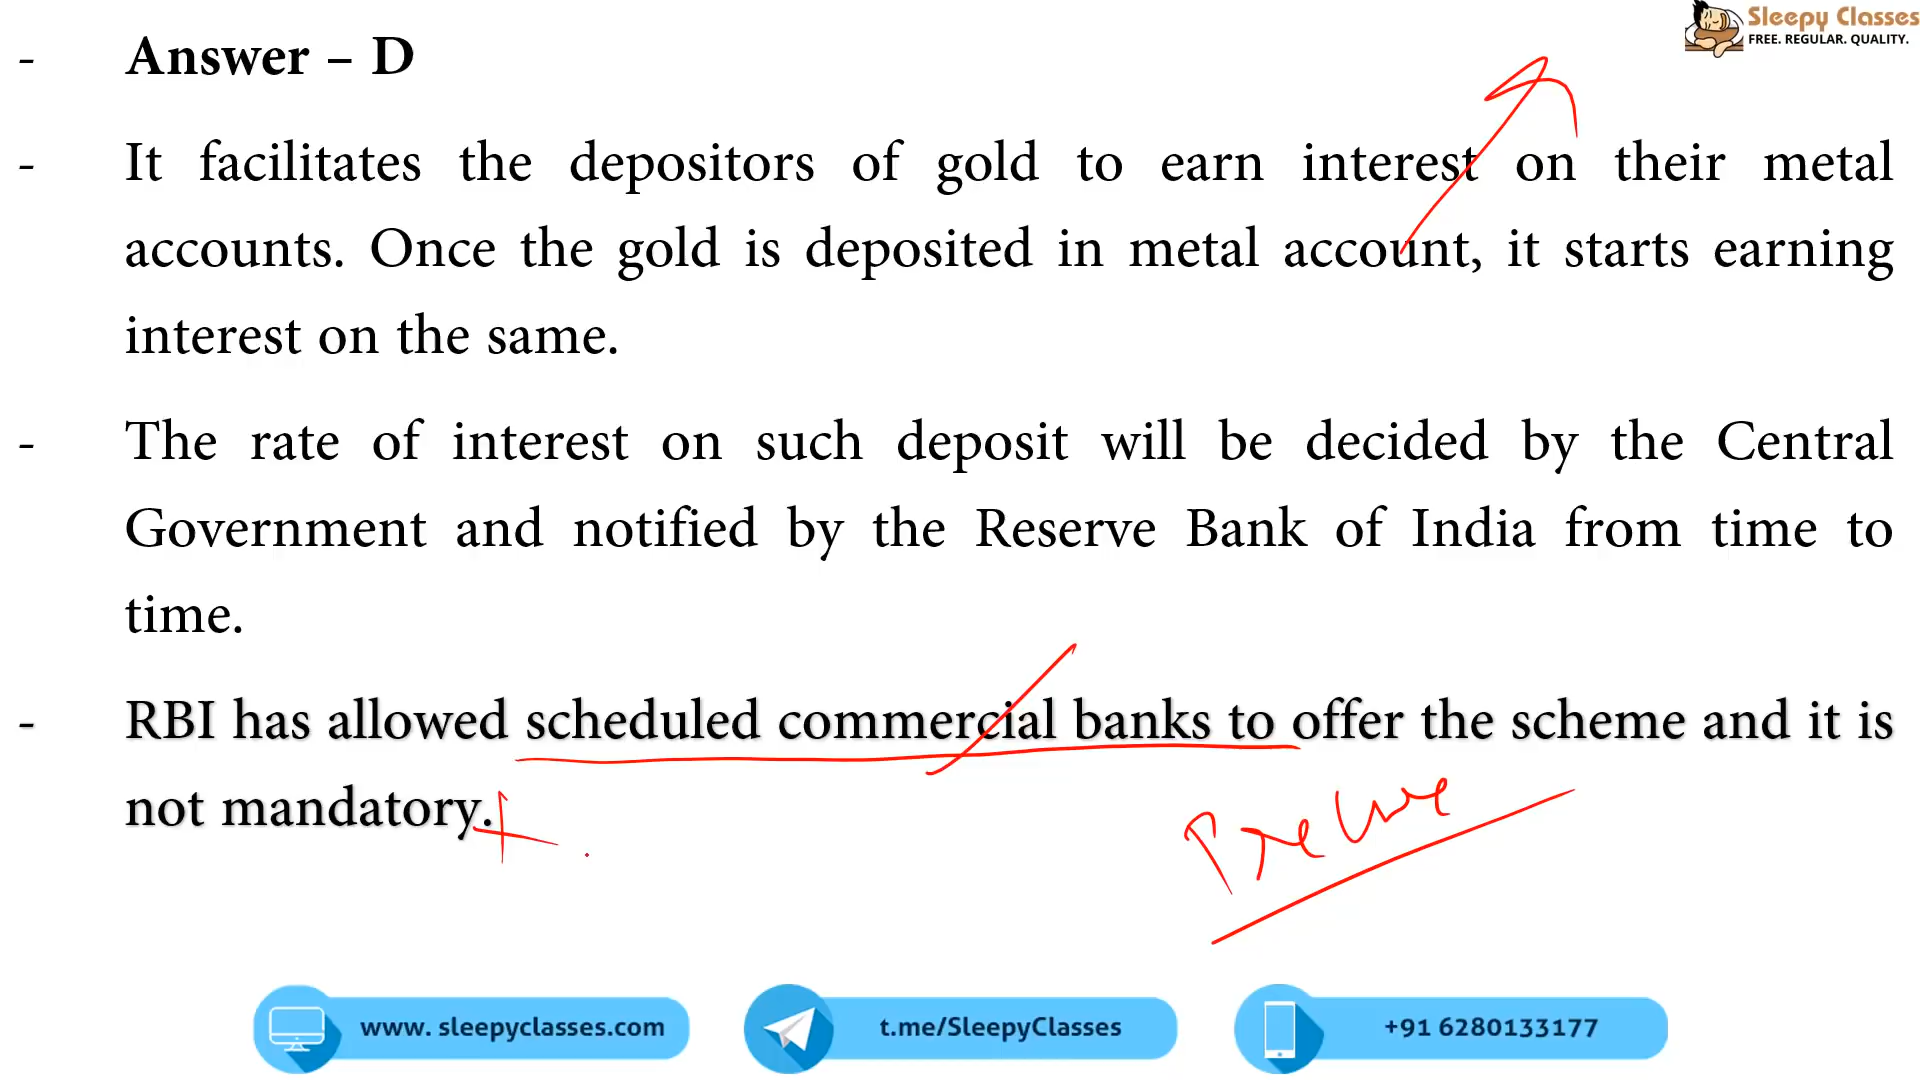 Sleepy Classes
FREE. REGULAR. QUALITY.
- Answer – D
- It facilitates the depositors of gold to earn interest on their metal
accounts. Once the gold is deposited in metal account, it starts earning
interest on the same.
- The rate of interest on such deposit will be decided by the Central
Government and notified by the Reserve Bank of India from time to
time.
- RBI has allowed scheduled commercial banks to offer the scheme and it is
not mandatory.
www. sleepyclasses.com
t.me/SleepyClasses
+91 6280133177